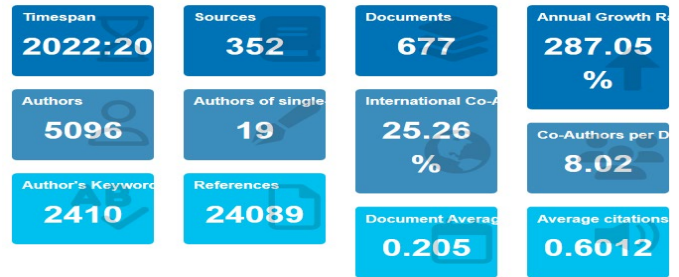 Timespan
2022:20
Sources
352
Documents
677
Annual Growth Ra
287.05
%
Authors
5096
Authors of single
19
International Co-A
25.26
%
Co-Authors per D
8.02
Author's Keyword
2410
References
24089
Document Averag
0.205
Average citations
0.6012